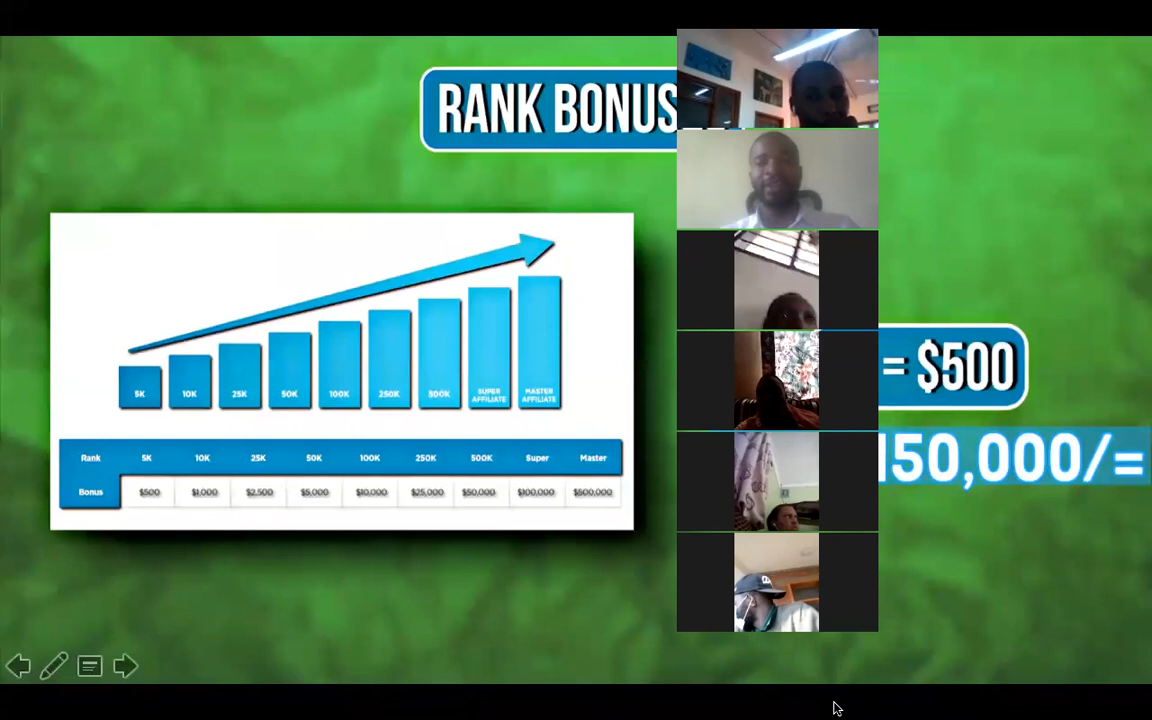 RANK BONUS
5K 10K 25K 50K 100K 250K 500K SUPER AFFILIATE MASTER AFFILIATE
Rank 5K 10K 25K 50K 100K 250K 500K Super Master
Bonus $500 $1,000 $2,500 $5,000 $10,000 $25,000 $50,000 $100,000 $500,000
= $500
150,000/=